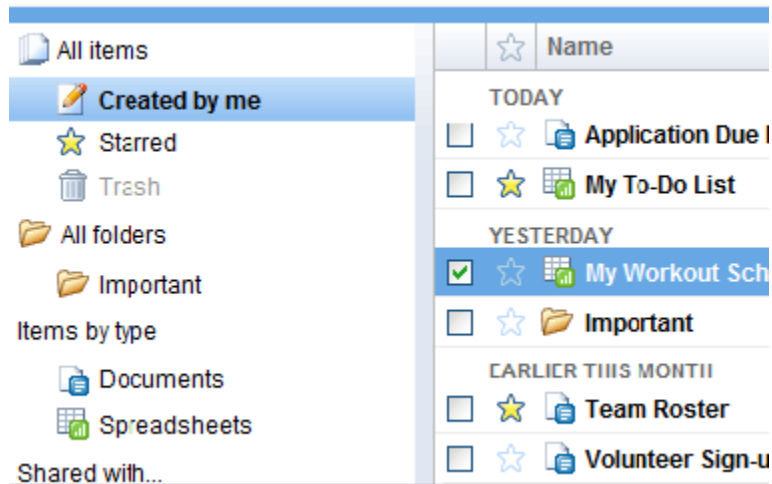 All items
Created by me
Starred
Trash
All folders
Important
Items by type
Documents
Spreadsheets
Shared with...
Name
TODAY
Application Due
My To-Do List
YESTERDAY
My Workout Sch
Important
EARLIER THIS MONTH
Team Roster
Volunteer Sign-u